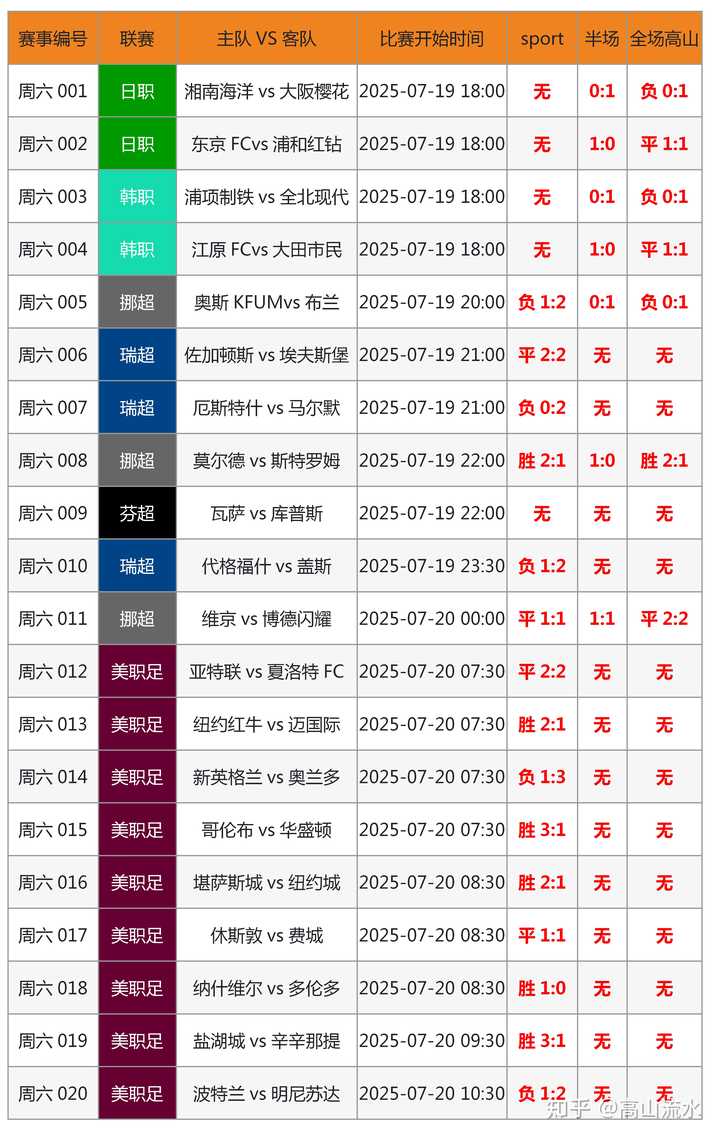 赛事编号 联赛 主队 VS 客队 比赛开始时间 sport 半场 全场高山
周六 001 日职 湘南海洋 vs 大阪樱花 2025-07-19 18:00 无 0:1 负 0:1
周六 002 日职 东京 FCvs 浦和红钻 2025-07-19 18:00 无 1:0 平 1:1
周六 003 韩职 浦项制铁 vs 全北现代 2025-07-19 18:00 无 0:1 负 0:1
周六 004 韩职 江原 FCvs 大田市民 2025-07-19 18:00 无 1:0 平 1:1
周六 005 挪超 奥斯 KFUMvs 布兰 2025-07-19 20:00 负 1:2 0:1 负 0:1
周六 006 瑞超 佐加顿斯 vs 埃夫斯堡 2025-07-19 21:00 平 2:2 无 无
周六 007 瑞超 厄斯特什 vs 马尔默 2025-07-19 21:00 负 0:2 无 无
周六 008 挪超 莫尔德 vs 斯特罗姆 2025-07-19 22:00 胜 2:1 1:0 胜 2:1
周六 009 芬超 瓦萨 vs 库普斯 2025-07-19 22:00 无 无 无
周六 010 瑞超 代格福什 vs 盖斯 2025-07-19 23:30 负 1:2 无 无
周六 011 挪超 维京 vs 博德闪耀 2025-07-20 00:00 平 1:1 1:1 平 2:2
周六 012 美职足 亚特联 vs 夏洛特 FC 2025-07-20 07:30 平 2:2 无 无
周六 013 美职足 纽约红牛 vs 迈国际 2025-07-20 07:30 胜 2:1 无 无
周六 014 美职足 新英格兰 vs 奥兰多 2025-07-20 07:30 负 1:3 无 无
周六 015 美职足 哥伦布 vs 华盛顿 2025-07-20 07:30 胜 3:1 无 无
周六 016 美职足 堪萨斯城 vs 纽约城 2025-07-20 08:30 胜 2:1 无 无
周六 017 美职足 休斯敦 vs 费城 2025-07-20 08:30 平 1:1 无 无
周六 018 美职足 纳什维尔 vs 多伦多 2025-07-20 08:30 胜 1:0 无 无
周六 019 美职足 盐湖城 vs 辛辛那提 2025-07-20 09:30 胜 3:1 无 无
周六 020 美职足 波特兰 vs 明尼苏达 2025-07-20 10:30 负 1:2 无 无
知乎 @高山流水